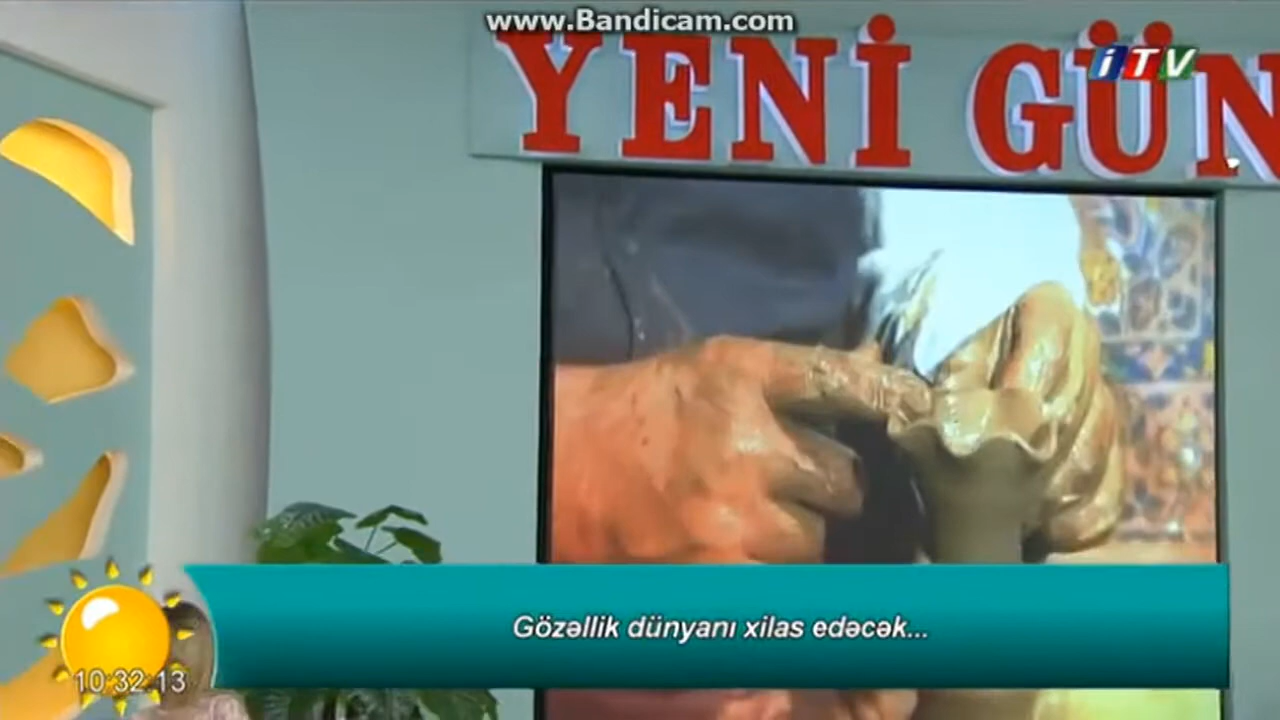 www.Bandicam.com
YENİ GÜN
iTV
Gözəllik dünyanı xilas edəcək...
10:32:13